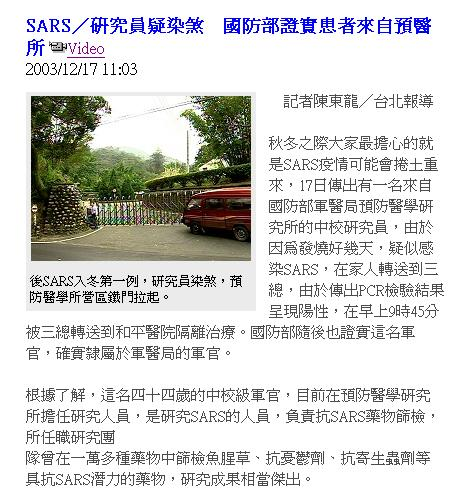 SARS／研究員疑染煞　國防部證實患者來自預醫
所 Video
2003/12/17 11:03
記者陳東龍／台北報導
秋冬之際大家最擔心的就
是SARS疫情可能會捲土重
來，17日傳出有一名來自
國防部軍醫局預防醫學研
究所的中校研究員，由於
因為發燒好幾天，疑似感
染SARS，在家人轉送到三
總，由於傳出PCR檢驗結果
呈現陽性，在早上9時45分
後SARS入冬第一例，研究員染煞，預
防醫學所營區鐵門拉起。
被三總轉送到和平醫院隔離治療。國防部隨後也證實這名軍
官，確實隸屬於軍醫局的軍官。
根據了解，這名四十四歲的中校級軍官，目前在預防醫學研究
所擔任研究人員，是研究SARS的人員，負責抗SARS藥物篩檢，
所任職研究團
隊曾在一萬多種藥物中篩檢魚腥草、抗憂鬱劑、抗寄生蟲劑等
具抗SARS潛力的藥物，研究成果相當傑出。